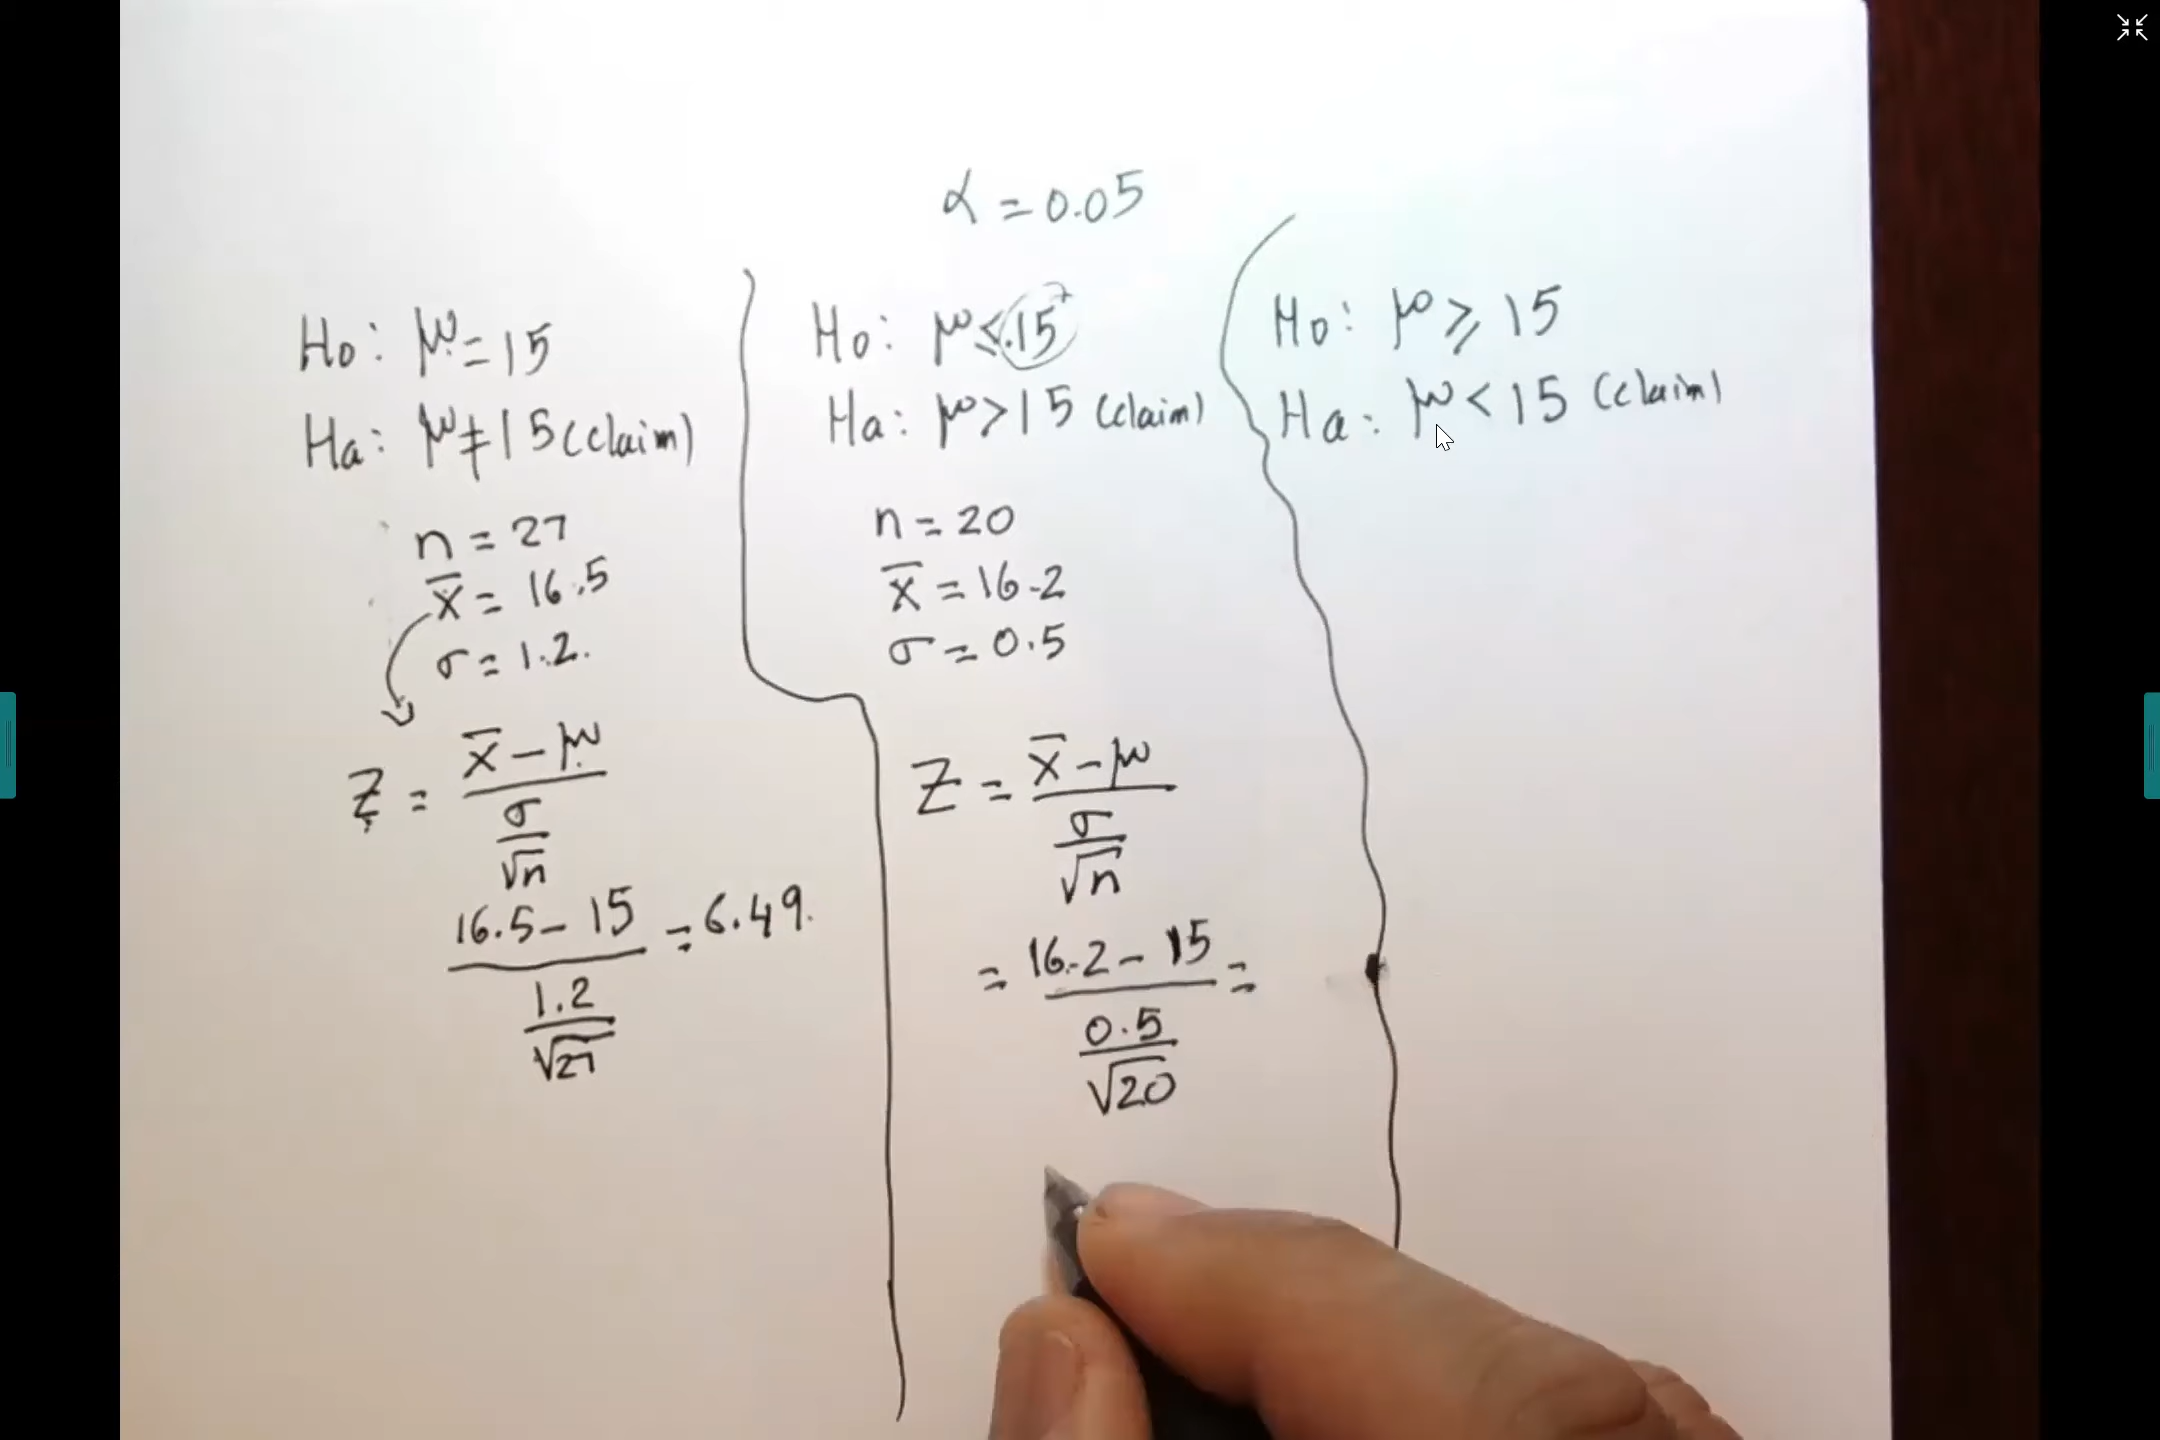 α = 0.05
H0: μ = 15
Ha: μ ≠ 15 (claim)
n = 27
x̄ = 16.5
σ = 1.2.
Z = (x̄ - μ) / (σ/√n)
(16.5 - 15) / (1.2/√27) = 6.49.
H0: μ ≤ 15
Ha: μ > 15 (claim)
n = 20
x̄ = 16.2
σ = 0.5
Z = (x̄ - μ) / (σ/√n)
= (16.2 - 15) / (0.5/√20) =
H0: μ ≥ 15
Ha: μ < 15 (claim)